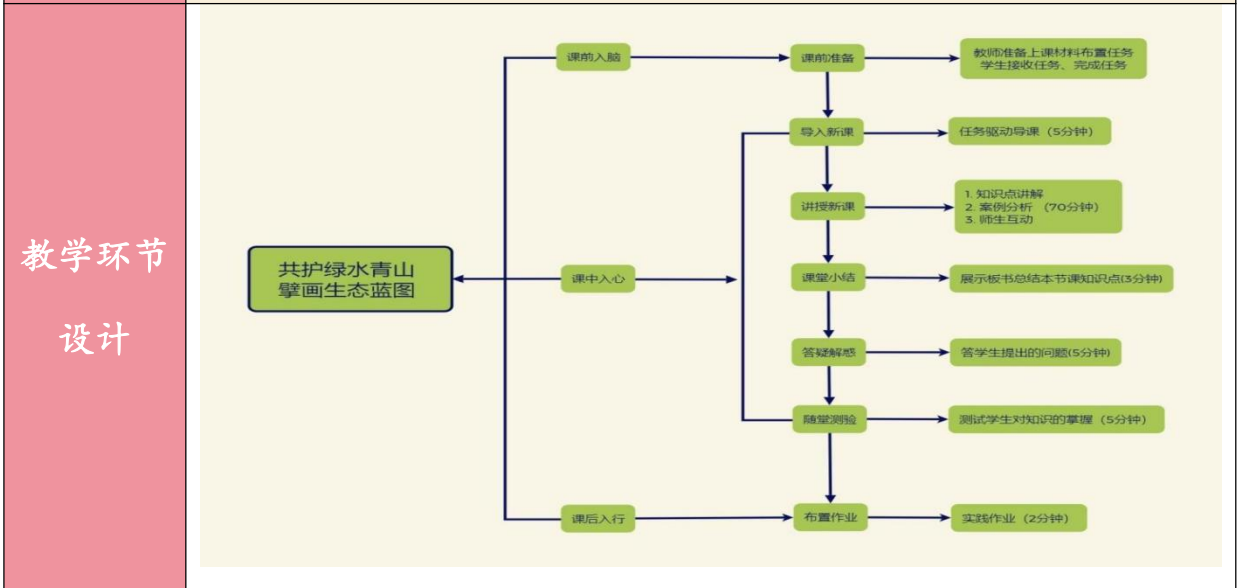 教学环节
设计
共护绿水青山
擘画生态蓝图
课前入脑
课前准备
教师准备上课材料布置任务
学生接收任务、完成任务
课中入心
导入新课
任务驱动导课（5分钟）
讲授新课
1. 知识点讲解
2. 案例分析 （70分钟）
3. 师生互动
课堂小结
展示板书总结本节课知识点(3分钟)
答疑解惑
答学生提出的问题(5分钟)
随堂测验
测试学生对知识的掌握（5分钟）
课后入行
布置作业
实践作业（2分钟）